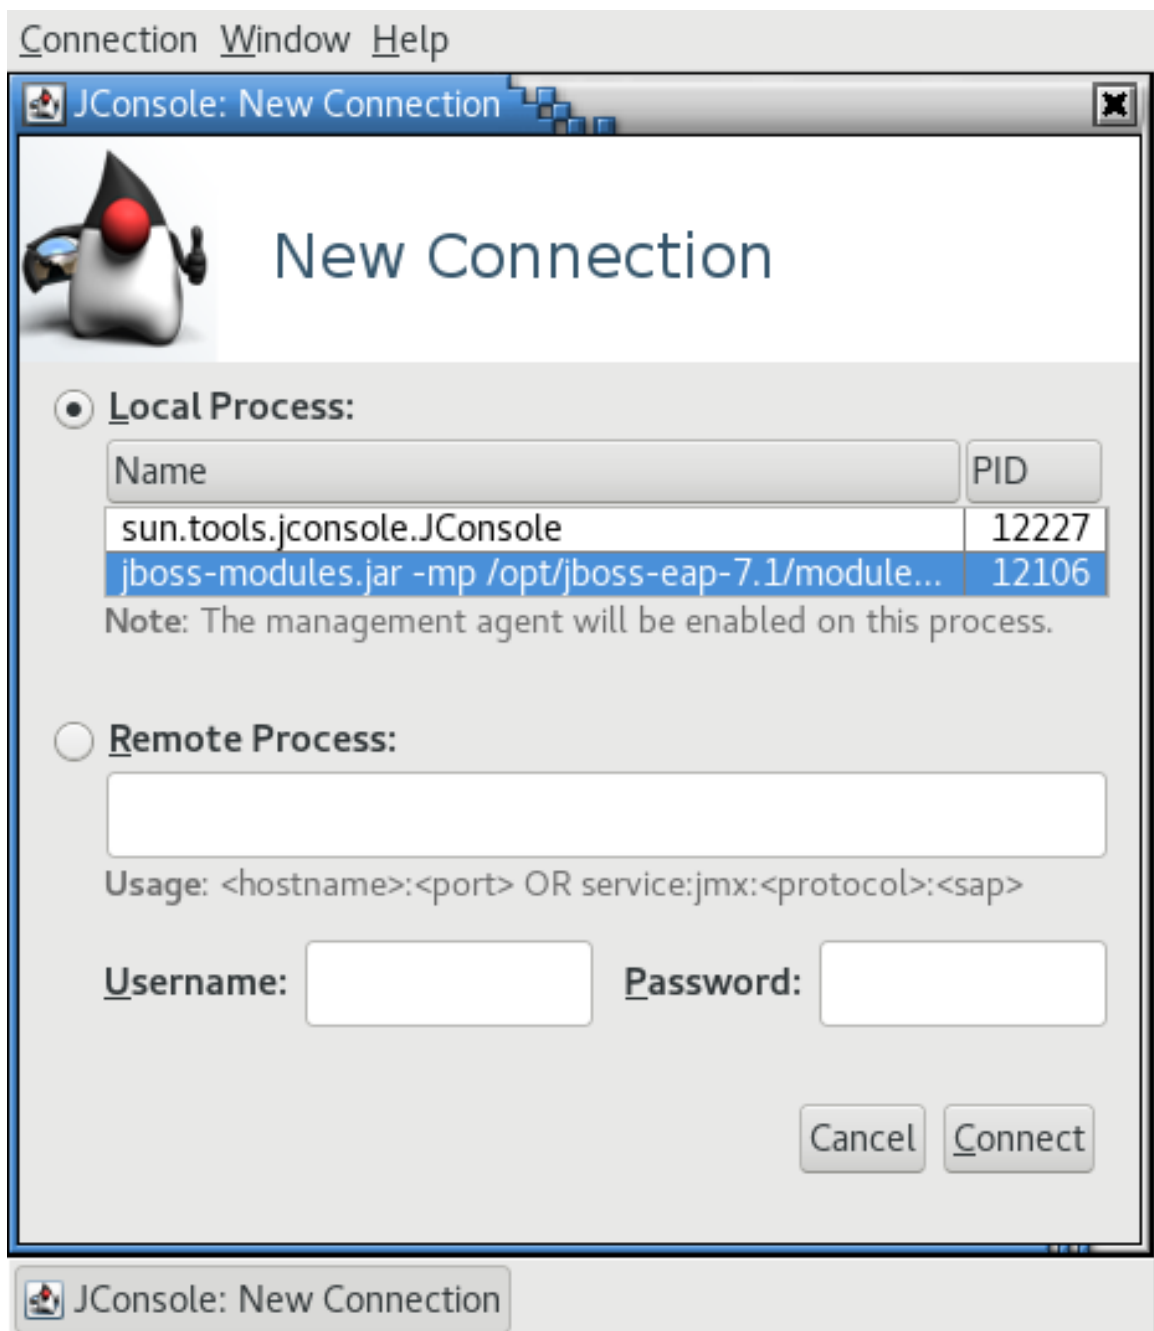 Connection Window Help
JConsole: New Connection
New Connection
Local Process:
Name PID
sun.tools.jconsole.JConsole 12227
jboss-modules.jar -mp /opt/jboss-eap-7.1/module... 12106
Note: The management agent will be enabled on this process.
Remote Process:
Usage: <hostname>:<port> OR service:jmx:<protocol>:<sap>
Username: Password:
Cancel Connect
JConsole: New Connection